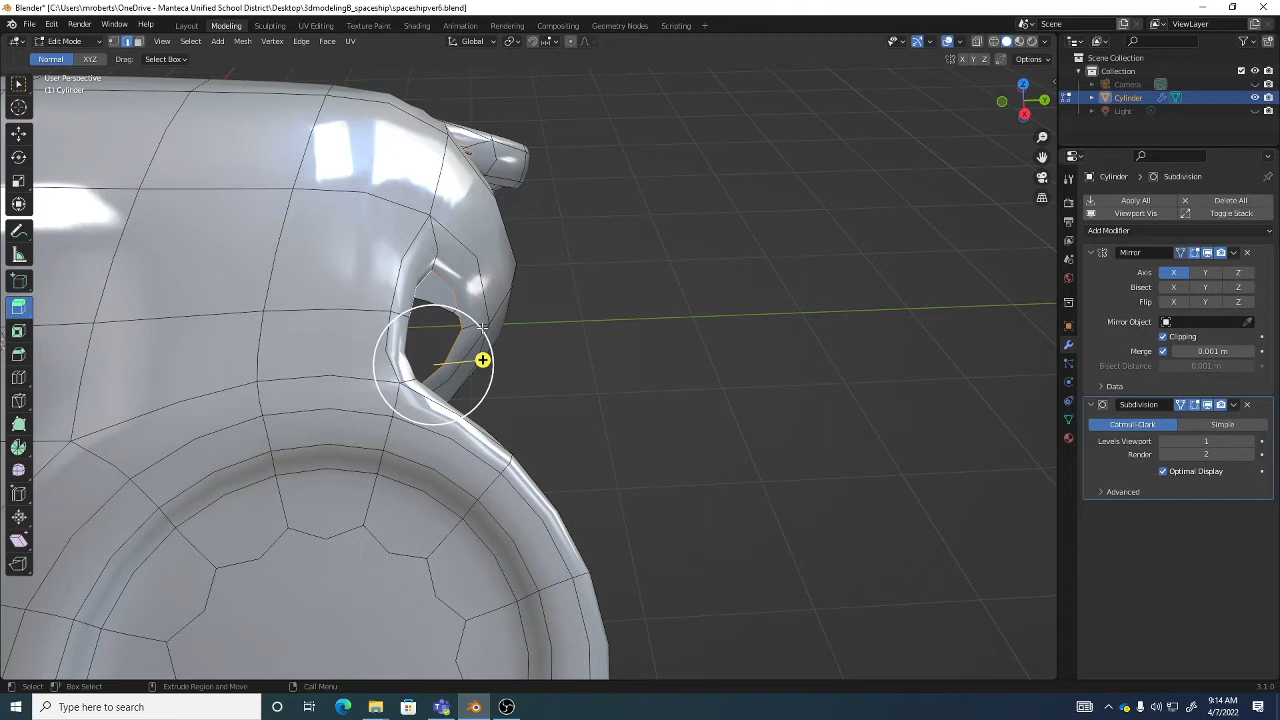 Blender* [C:\Users\mroberts\OneDrive - Manteca Unified School District\Desktop\3dmodelingB_spaceship\spaceshipver6.blend]
File Edit Render Window Help Layout Modeling Sculpting UV Editing Texture Paint Shading Animation Rendering Compositing Geometry Nodes Scripting + Scene ViewLayer
Edit Mode View Select Add Mesh Vertex Edge Face UV Global
Normal XYZ Drag: Select Box X Y Z Options
User Perspective
(1) Cylinder
Scene Collection
Collection
Camera
Cylinder
Light
Z
Y
X
Cylinder > Subdivision
Apply All Delete All
Viewport Vis Toggle Stack
Add Modifier
Mirror
Axis X Y Z
Bisect X Y Z
Flip X Y Z
Mirror Object
Clipping
Merge 0.001 m
Bisect Distance 0.001 m
> Data
Subdivision
Catmull-Clark Simple
Levels Viewport 1
Render 2
Optimal Display
> Advanced
Select Box Select Extrude Region and Move Call Menu 3.1.0
Type here to search
9:14 AM
4/7/2022